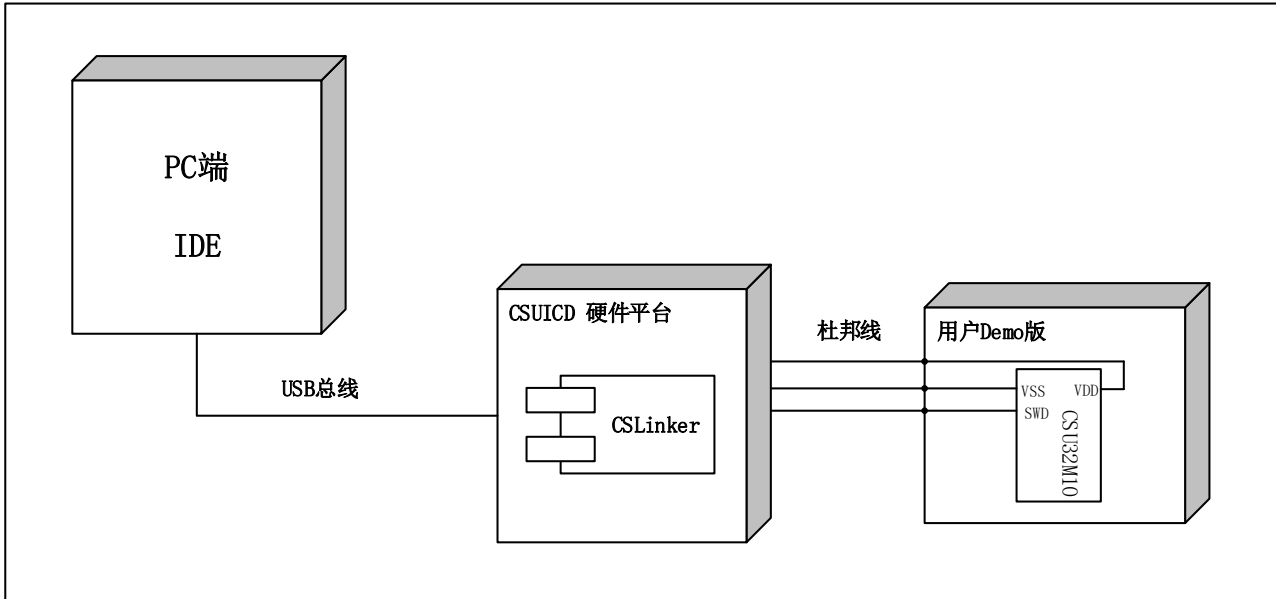 PC端
IDE
USB总线
CSUICD 硬件平台
CSLinker
杜邦线
用户Demo版
VSS
VDD
SWD
CSU32M10